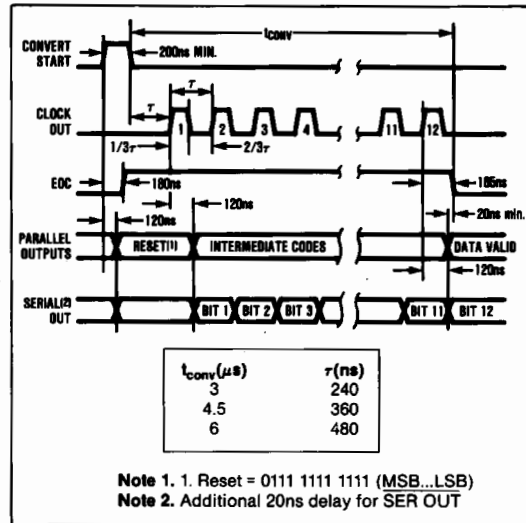 CONVERT START
200ns MIN.
tCONV
τ
τ
CLOCK OUT
1 2 3 4 11 12
1/3τ
2/3τ
EOC
180ns
165ns
120ns
120ns
20ns min.
PARALLEL OUTPUTS
RESET(1)
INTERMEDIATE CODES
DATA VALID
120ns
SERIAL(2) OUT
BIT 1 BIT 2 BIT 3 BIT 11 BIT 12
tconv(μs) τ(ns)
3 240
4.5 360
6 480
Note 1. 1. Reset = 0111 1111 1111 (MSB...LSB)
Note 2. Additional 20ns delay for SER OUT